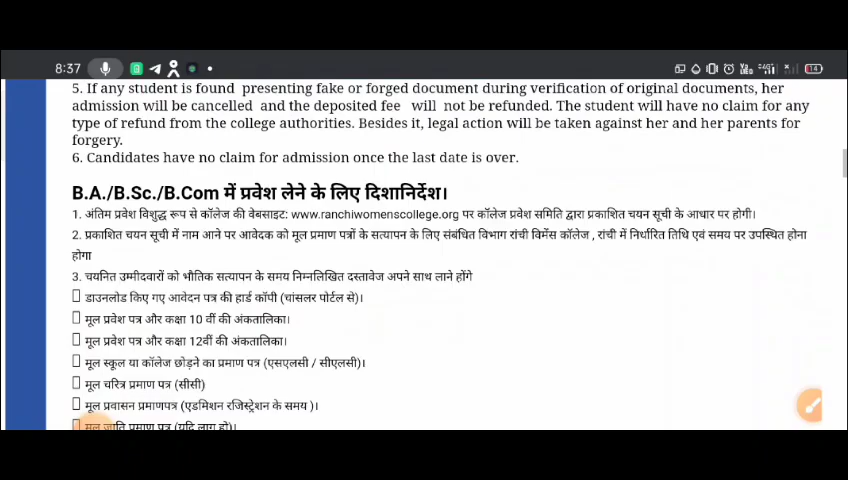 8:37
5. If any student is found presenting fake or forged document during verification of original documents, her
admission will be cancelled and the deposited fee will not be refunded. The student will have no claim for any
type of refund from the college authorities. Besides it, legal action will be taken against her and her parents for
forgery.
6. Candidates have no claim for admission once the last date is over.
B.A./B.Sc./B.Com में प्रवेश लेने के लिए दिशानिर्देश।
1. अंतिम प्रवेश विशुद्ध रूप से कॉलेज की वेबसाइट: www.ranchiwomenscollege.org पर कॉलेज प्रवेश समिति द्वारा प्रकाशित चयन सूची के आधार पर होगी।
2. प्रकाशित चयन सूची में नाम आने पर आवेदक को मूल प्रमाण पत्रों के सत्यापन के लिए संबंधित विभाग रांची विमेंस कॉलेज , रांची में निर्धारित तिथि एवं समय पर उपस्थित होना
होगा
3. चयनित उम्मीदवारों को भौतिक सत्यापन के समय निम्नलिखित दस्तावेज अपने साथ लाने होंगे
डाउनलोड किए गए आवेदन पत्र की हार्ड कॉपी (चांसलर पोर्टल से)।
मूल प्रवेश पत्र और कक्षा 10 वीं की अंकतालिका।
मूल प्रवेश पत्र और कक्षा 12वीं की अंकतालिका।
मूल स्कूल या कॉलेज छोड़ने का प्रमाण पत्र (एसएलसी / सीएलसी)।
मूल चरित्र प्रमाण पत्र (सीसी)
मूल प्रवासन प्रमाणपत्र (एडमिशन रजिस्ट्रेशन के समय )।
मूल जाति प्रमाण पत्र (यदि लागू हो)।